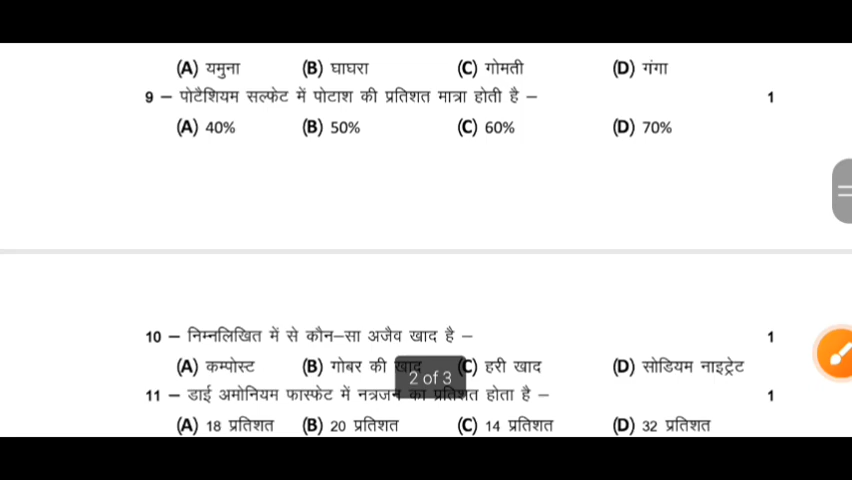 (A) यमुना (B) घाघरा (C) गोमती (D) गंगा
9 – पोटैशियम सल्फेट में पोटाश की प्रतिशत मात्रा होती है – 1
(A) 40% (B) 50% (C) 60% (D) 70%
10 – निम्नलिखित में से कौन–सा अजैव खाद है – 1
(A) कम्पोस्ट (B) गोबर की खाद (C) हरी खाद (D) सोडियम नाइट्रेट
2 of 3
11 – डाई अमोनियम फास्फेट में नत्रजन का प्रतिशत होता है – 1
(A) 18 प्रतिशत (B) 20 प्रतिशत (C) 14 प्रतिशत (D) 32 प्रतिशत